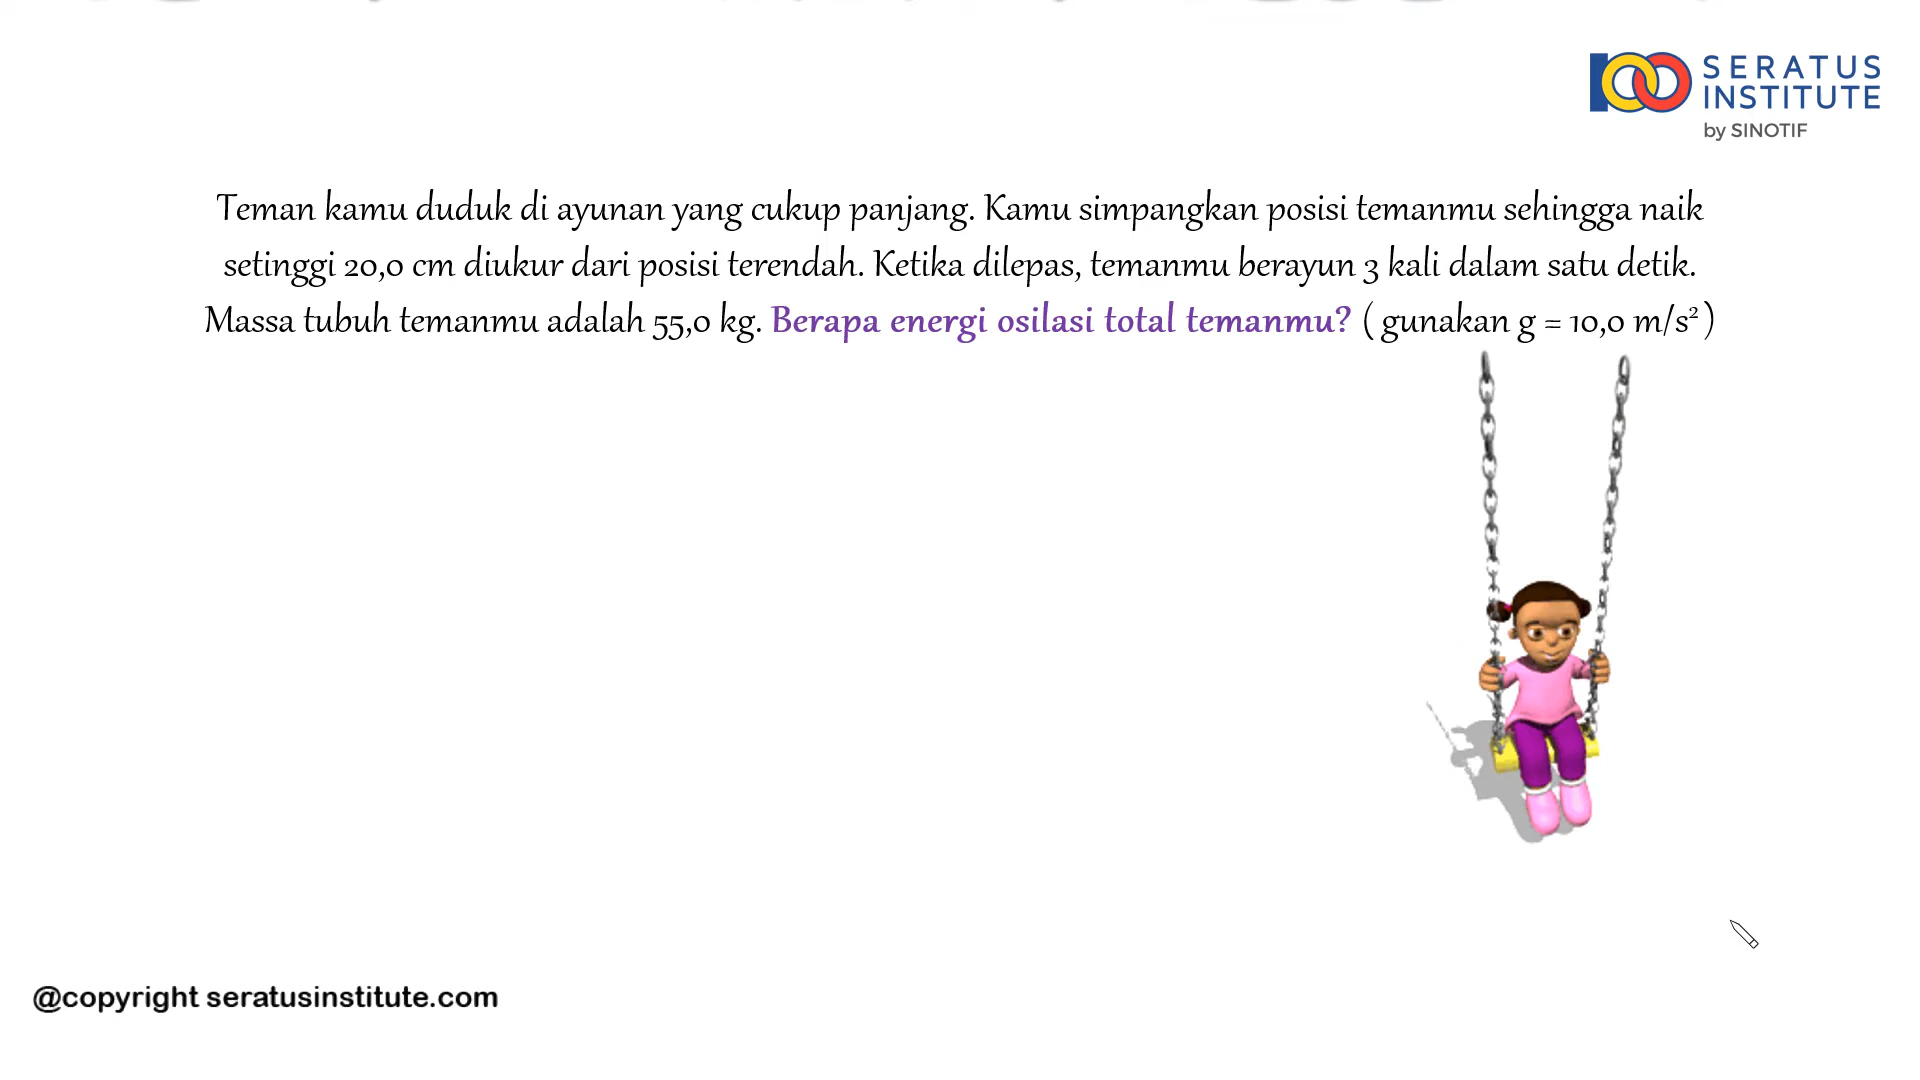 SERATUS
INSTITUTE
by SINOTIF
Teman kamu duduk di ayunan yang cukup panjang. Kamu simpangkan posisi temanmu sehingga naik
setinggi 20,0 cm diukur dari posisi terendah. Ketika dilepas, temanmu berayun 3 kali dalam satu detik.
Massa tubuh temanmu adalah 55,0 kg. Berapa energi osilasi total temanmu? ( gunakan g = 10,0 m/s² )
@copyright seratusinstitute.com